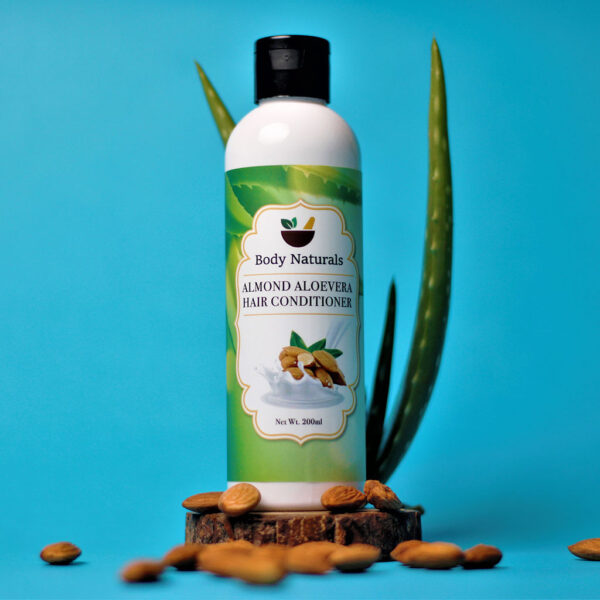 Body Naturals
ALMOND ALOEVERA
HAIR CONDITIONER
Net Wt. 200ml